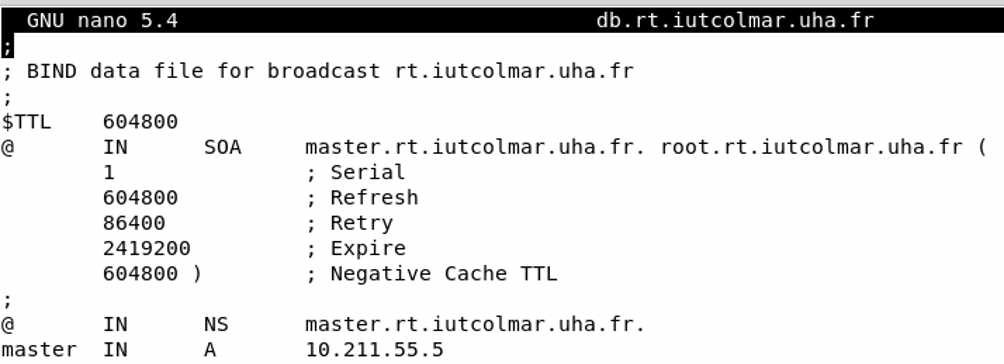 GNU nano 5.4 db.rt.iutcolmar.uha.fr
;
; BIND data file for broadcast rt.iutcolmar.uha.fr
;
$TTL 604800
@ IN SOA master.rt.iutcolmar.uha.fr. root.rt.iutcolmar.uha.fr (
1 ; Serial
604800 ; Refresh
86400 ; Retry
2419200 ; Expire
604800 ) ; Negative Cache TTL
;
@ IN NS master.rt.iutcolmar.uha.fr.
master IN A 10.211.55.5